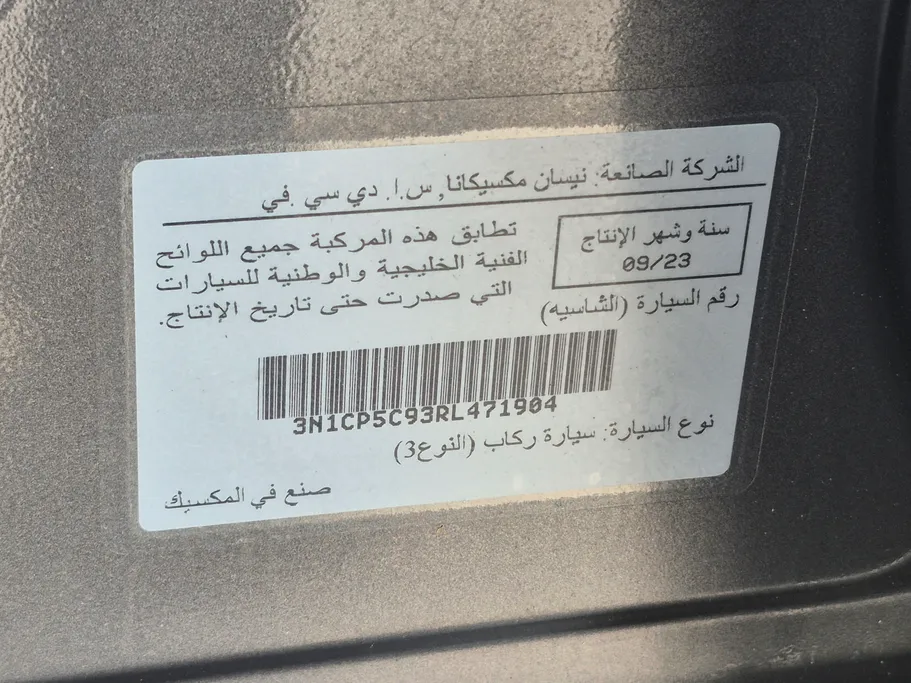 الشركة الصانعة: نيسان مكسيكانا, س.ا. دي سي .في
سنة وشهر الإنتاج
09/23
تطابق هذه المركبة جميع اللوائح
الفنية الخليجية والوطنية للسيارات
التي صدرت حتى تاريخ الإنتاج.
رقم السيارة (الشاسيه)
3N1CP5C93RL471904
نوع السيارة: سيارة ركاب (النوع3)
صنع في المكسيك